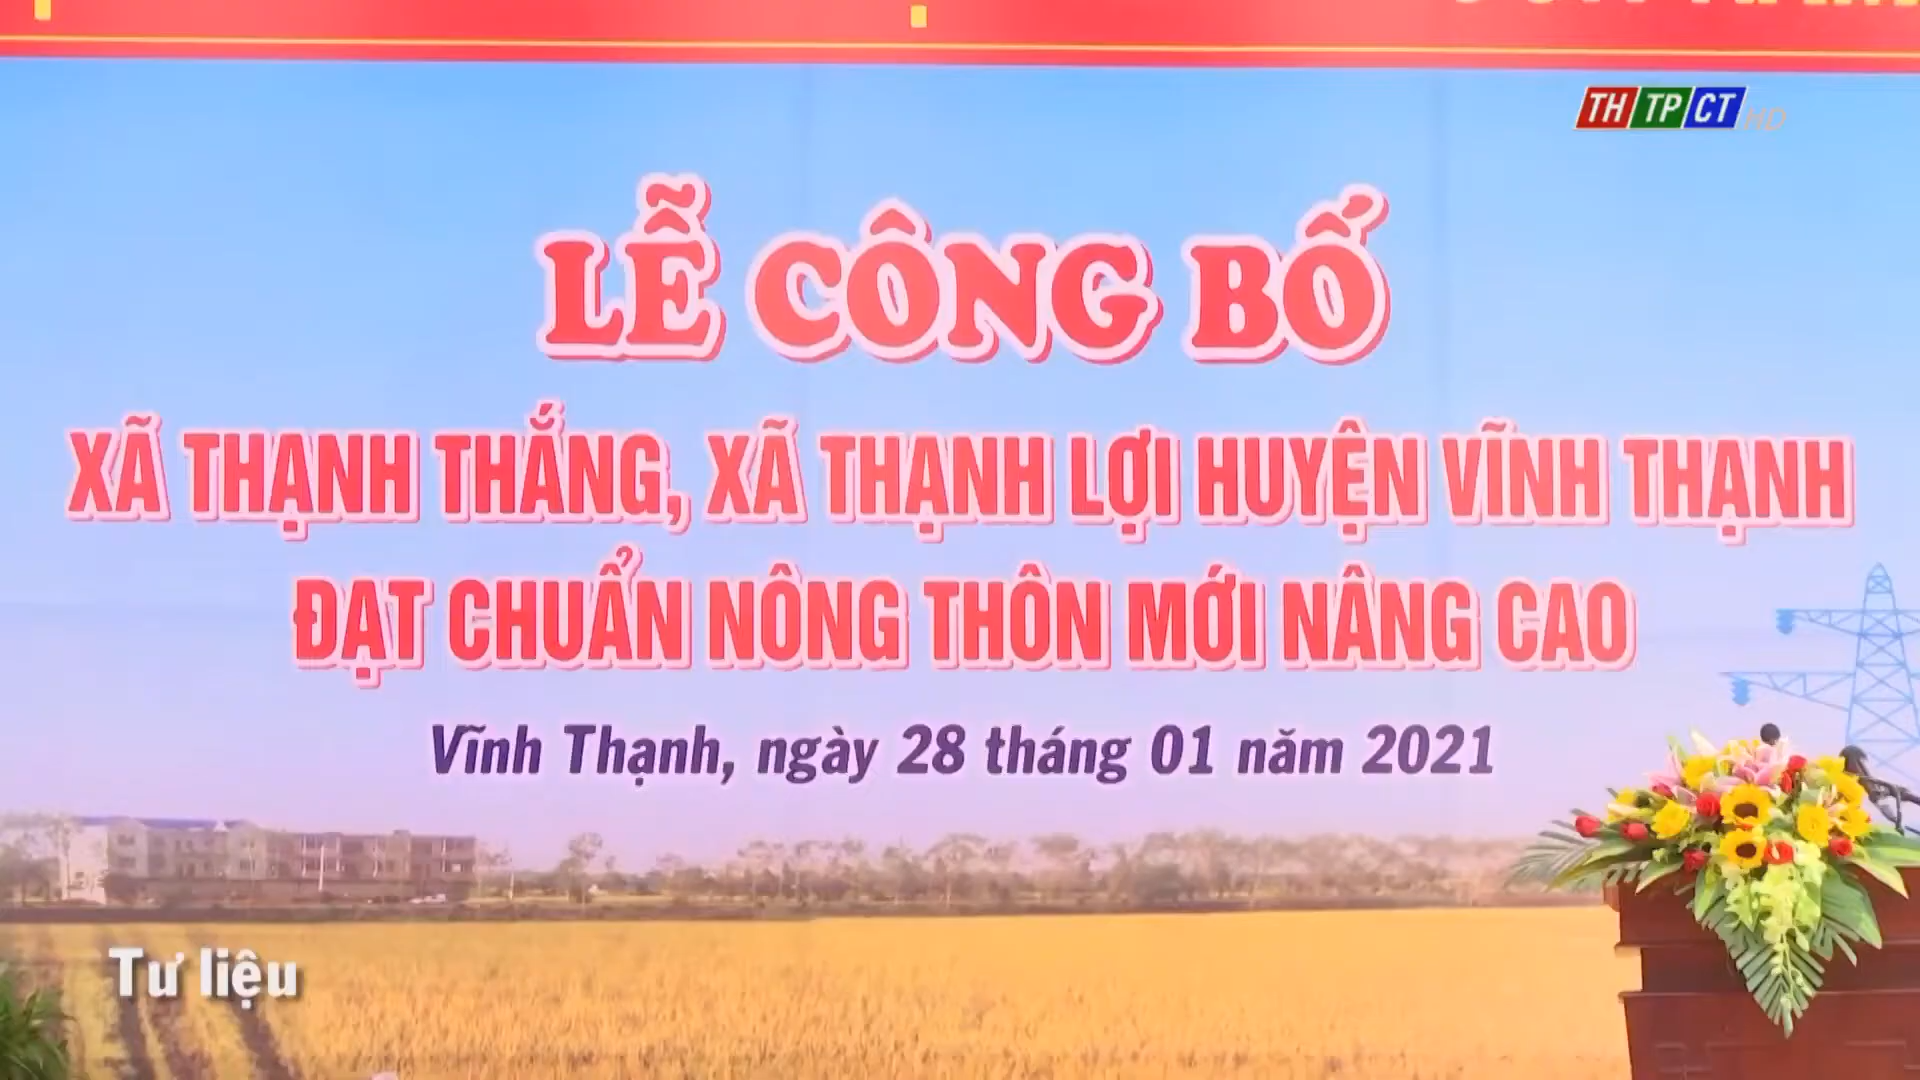 THTPCT HD
LỄ CÔNG BỐ
XÃ THẠNH THẮNG, XÃ THẠNH LỢI HUYỆN VĨNH THẠNH
ĐẠT CHUẨN NÔNG THÔN MỚI NÂNG CAO
Vĩnh Thạnh, ngày 28 tháng 01 năm 2021
Tư liệu